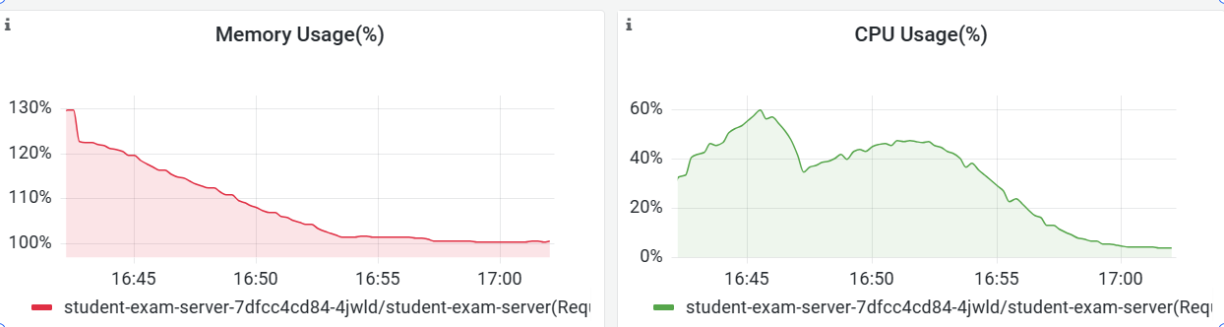 i
Memory Usage(%)
130%
120%
110%
100%
16:45 16:50 16:55 17:00
student-exam-server-7dfcc4cd84-4jwld/student-exam-server(Requ
i
CPU Usage(%)
60%
40%
20%
0%
16:45 16:50 16:55 17:00
student-exam-server-7dfcc4cd84-4jwld/student-exam-server(Requ